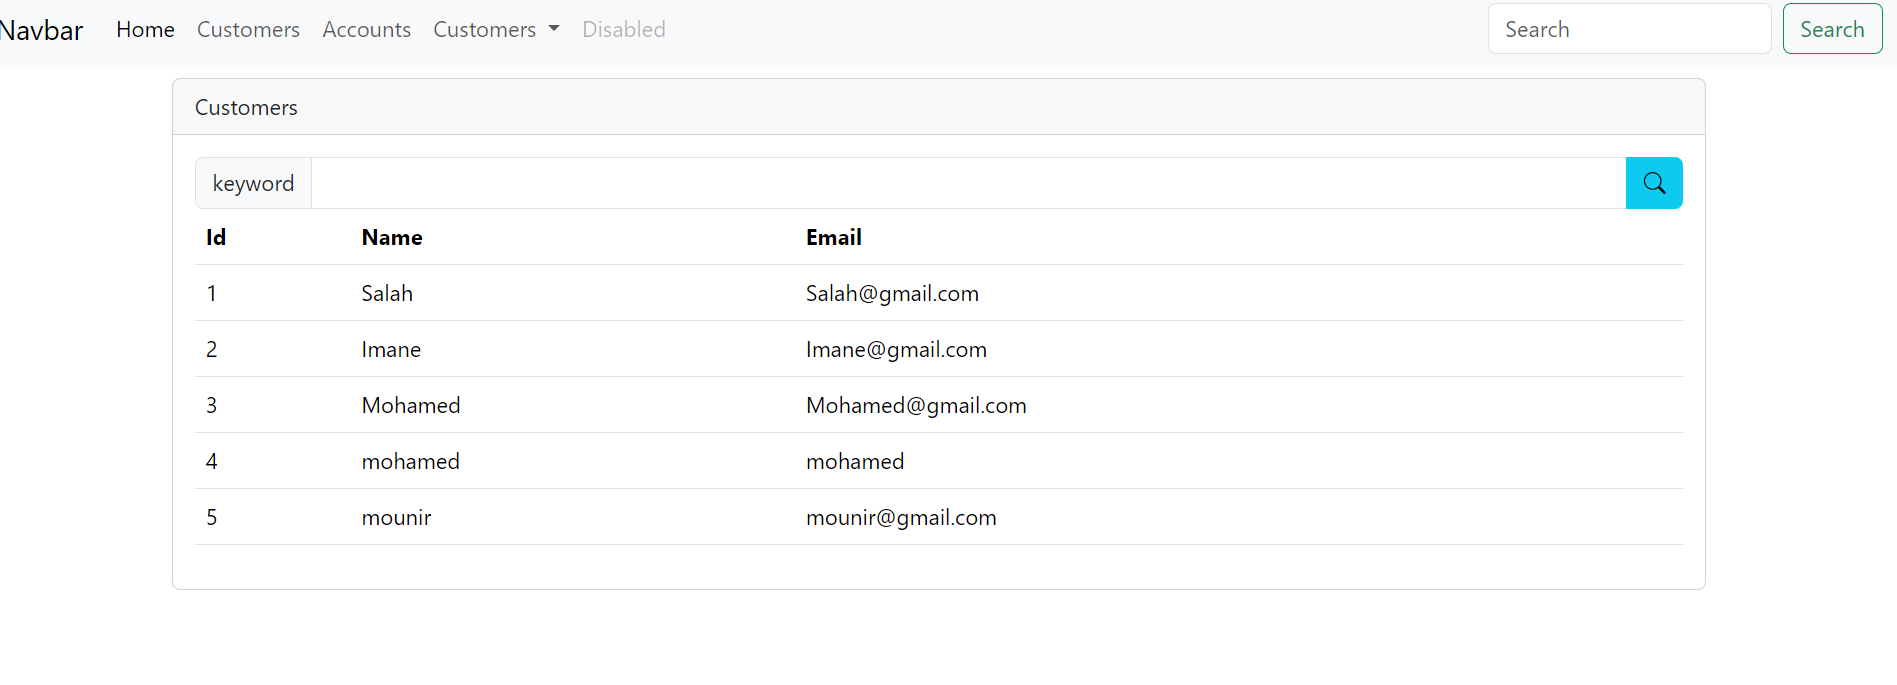 Navbar Home Customers Accounts Customers Disabled Search Search
Customers
keyword
Id Name Email
1 Salah Salah@gmail.com
2 Imane Imane@gmail.com
3 Mohamed Mohamed@gmail.com
4 mohamed mohamed
5 mounir mounir@gmail.com